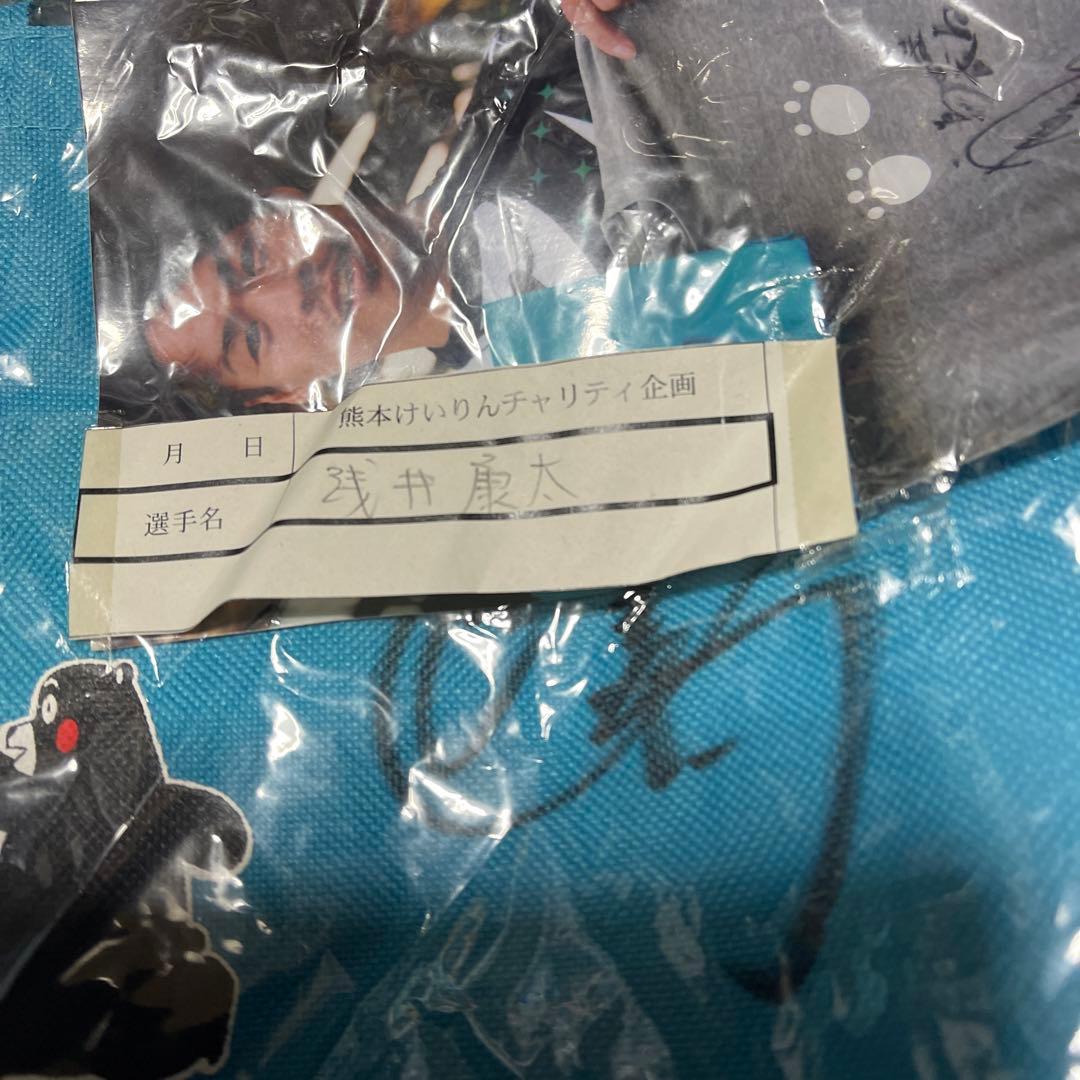 熊本けいりんチャリティ企画
月 日
選手名 浅井康太